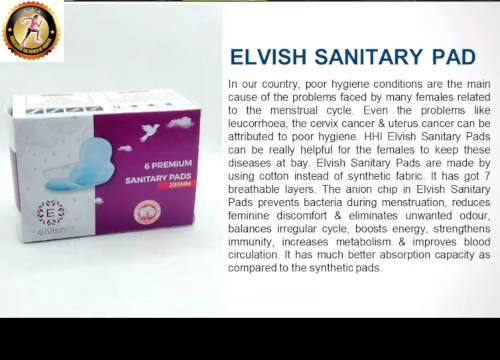 ELVISH SANITARY PAD
In our country, poor hygiene conditions are the main
cause of the problems faced by many females related
to the menstrual cycle. Even the problems like
leucorrhoea, the cervix cancer & uterus cancer can be
attributed to poor hygiene. HHI Elvish Sanitary Pads
can be really helpful for the females to keep these
diseases at bay. Elvish Sanitary Pads are made by
using cotton instead of synthetic fabric. It has got 7
breathable layers. The anion chip in Elvish Sanitary
Pads prevents bacteria during menstruation, reduces
feminine discomfort & eliminates unwanted odour,
balances irregular cycle, boosts energy, strengthens
immunity, increases metabolism & improves blood
circulation. It has much better absorption capacity as
compared to the synthetic pads.
6 PREMIUM
SANITARY PADS
280MM
E
elvish